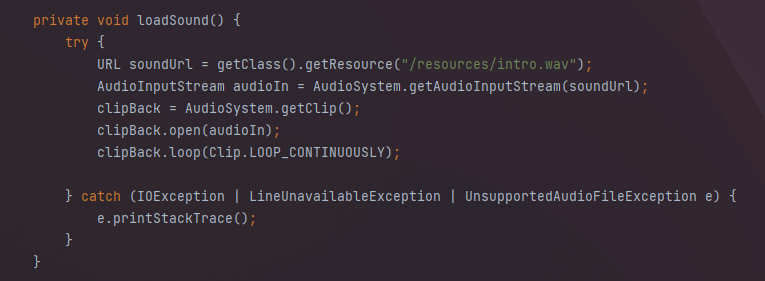 private void loadSound() {
    try {
        URL soundUrl = getClass().getResource("/resources/intro.wav");
        AudioInputStream audioIn = AudioSystem.getAudioInputStream(soundUrl);
        clipBack = AudioSystem.getClip();
        clipBack.open(audioIn);
        clipBack.loop(Clip.LOOP_CONTINUOUSLY);

    } catch (IOException | LineUnavailableException | UnsupportedAudioFileException e) {
        e.printStackTrace();
    }
}